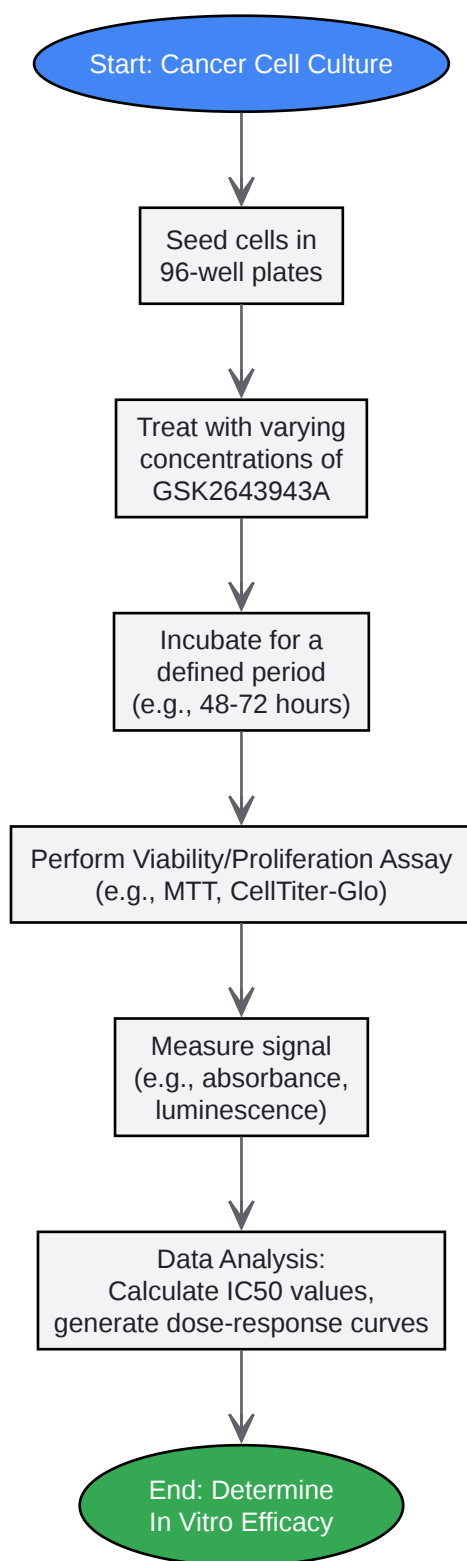 Start: Cancer Cell Culture
Seed cells in
96-well plates
Treat with varying
concentrations of
GSK2643943A
Incubate for a
defined period
(e.g., 48-72 hours)
Perform Viability/Proliferation Assay
(e.g., MTT, CellTiter-Glo)
Measure signal
(e.g., absorbance,
luminescence)
Data Analysis:
Calculate IC50 values,
generate dose-response curves
End: Determine
In Vitro Efficacy